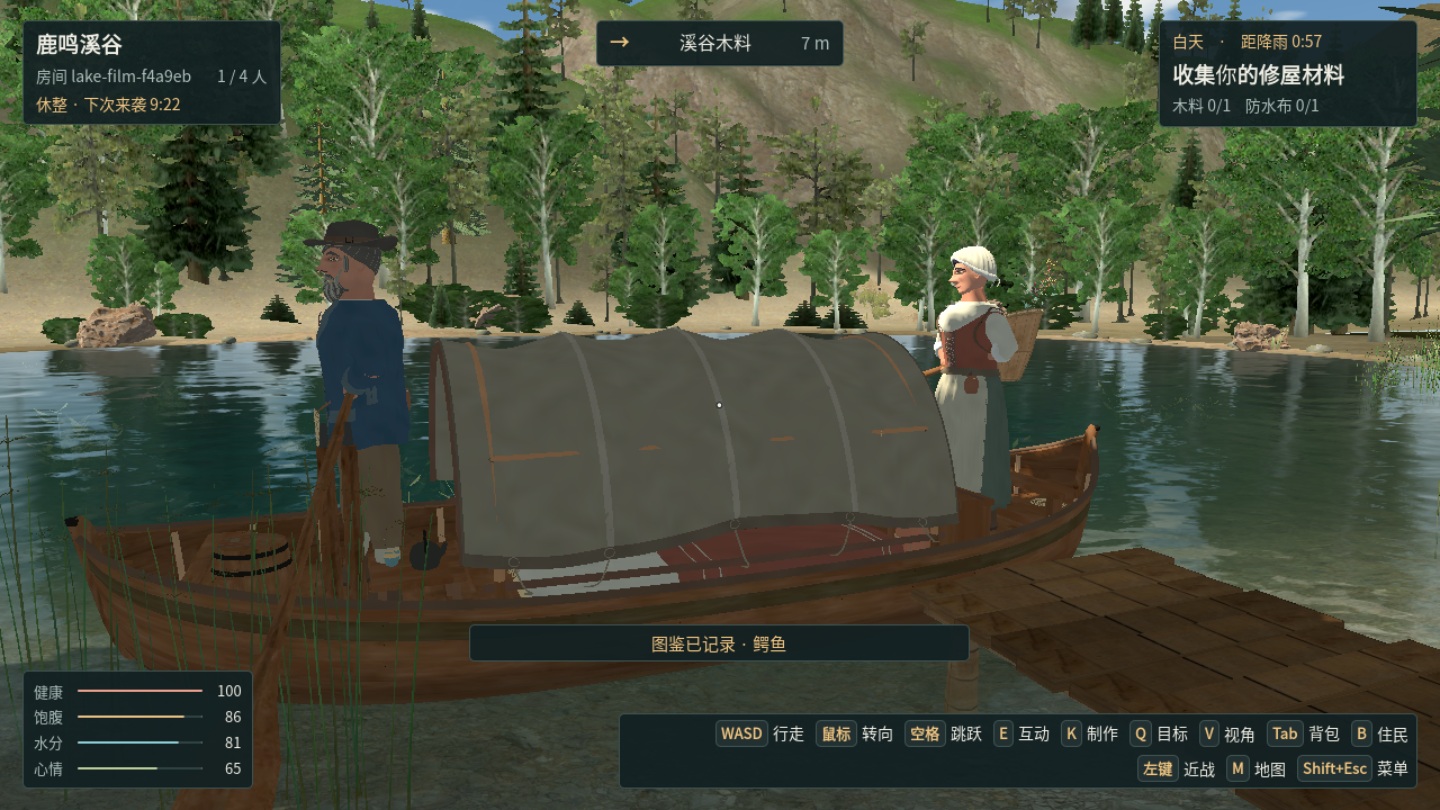 鹿鸣溪谷
房间 lake-film-f4a9eb 1 / 4 人
休整 · 下次来袭 9:22
→ 溪谷木料 7 m
白天 · 距降雨 0:57
收集你的修屋材料
木料 0/1 防水布 0/1
图鉴已记录 · 鳄鱼
健康 100
饱腹 86
水分 81
心情 65
WASD 行走 鼠标 转向 空格 跳跃 E 互动 K 制作 Q 目标 V 视角 Tab 背包 B 住民
左键 近战 M 地图 Shift+Esc 菜单